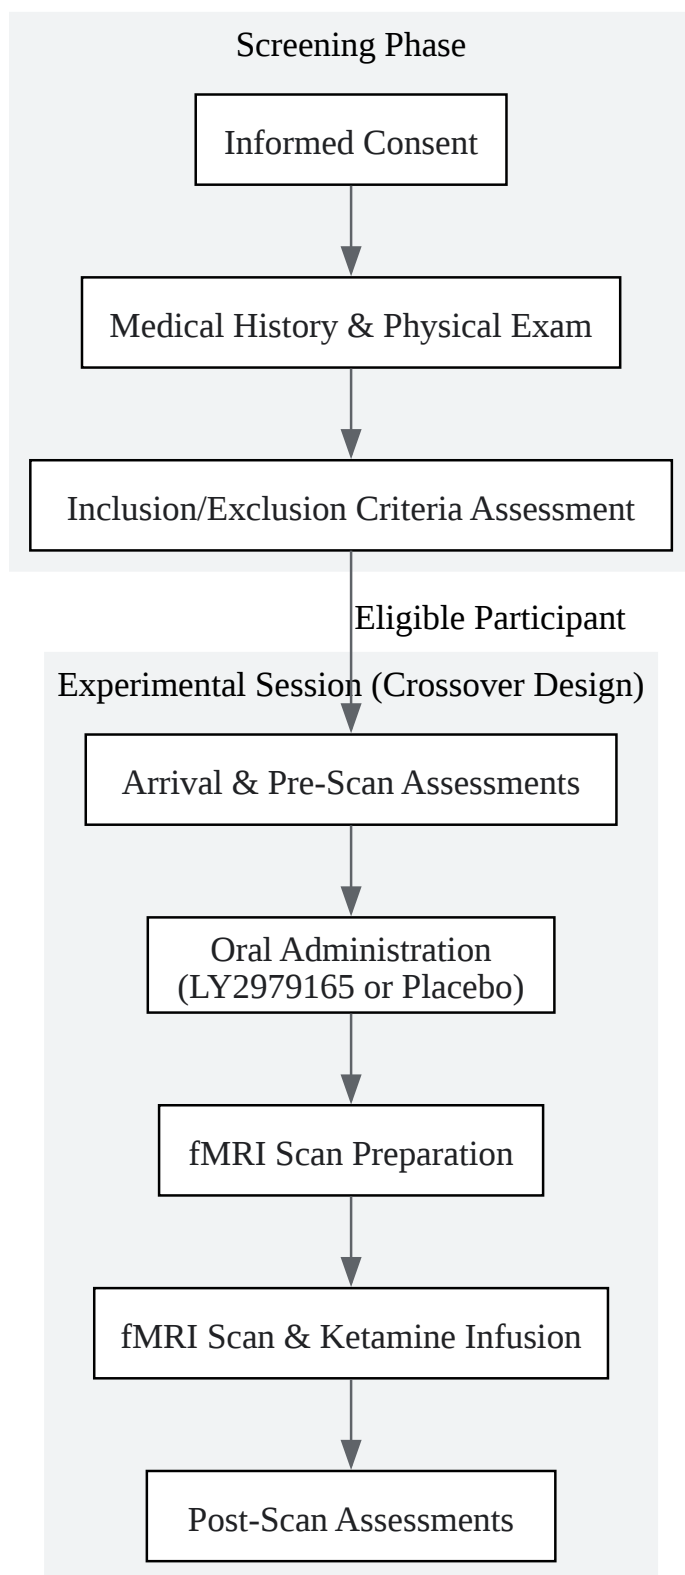 Screening Phase
Informed Consent
Medical History & Physical Exam
Inclusion/Exclusion Criteria Assessment
Eligible Participant
Experimental Session (Crossover Design)
Arrival & Pre-Scan Assessments
Oral Administration
(LY2979165 or Placebo)
fMRI Scan Preparation
fMRI Scan & Ketamine Infusion
Post-Scan Assessments